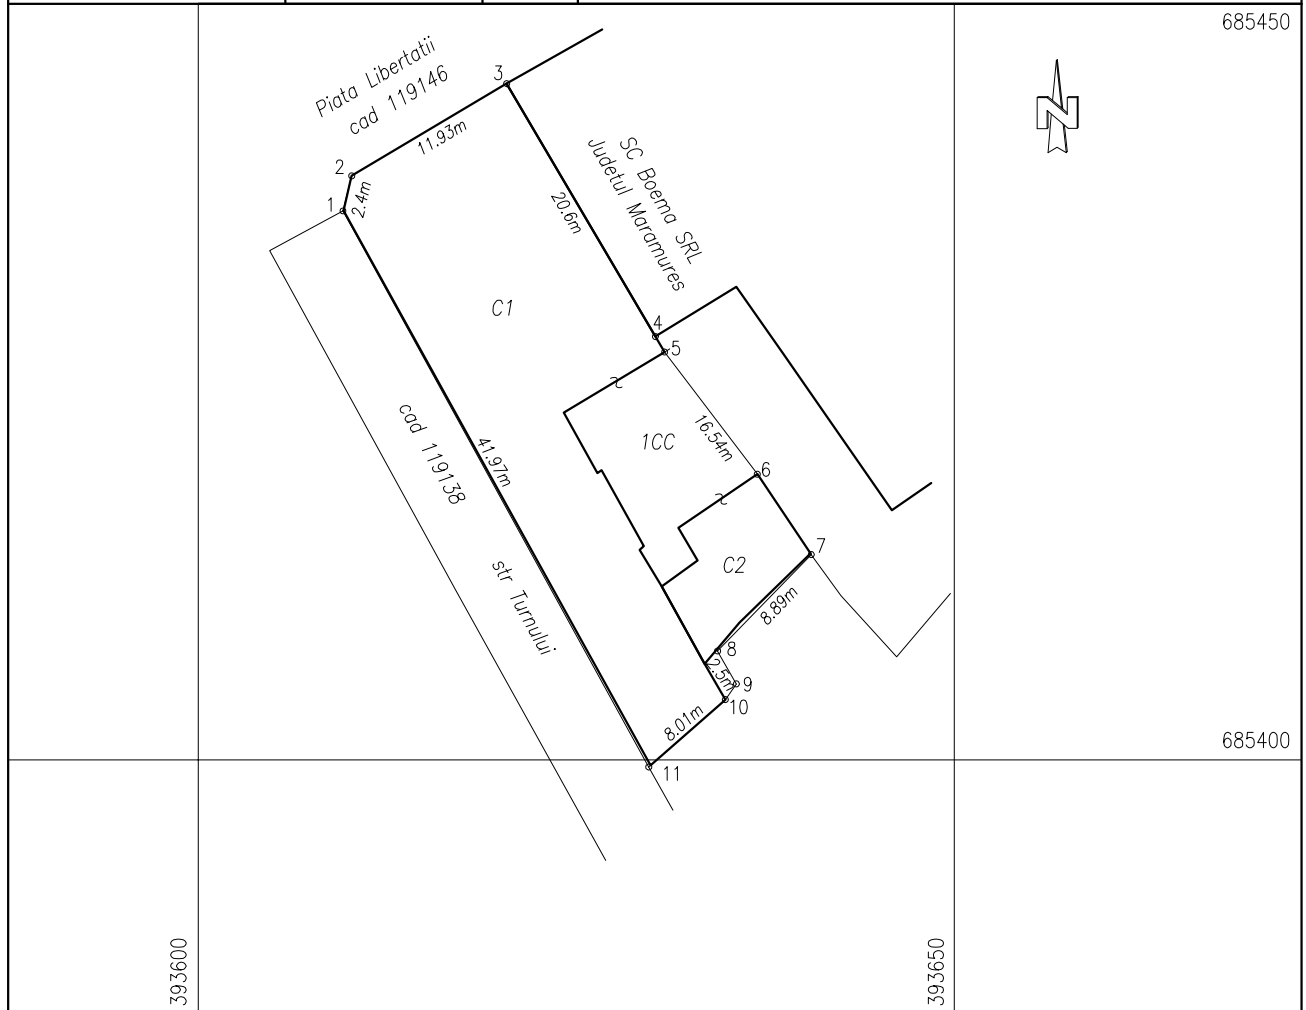 685450
Piata Libertatii
cad 119146
3
11.93m
2
1
2.4m
SC Boema SRL
Judetul Maramures
20.6m
C1
4
5
cad 119138
41.97m
1CC
16.54m
6
7
C2
8.89m
str Turnului
8
2.5m
9
10
8.01m
11
685400
393600
393650
N